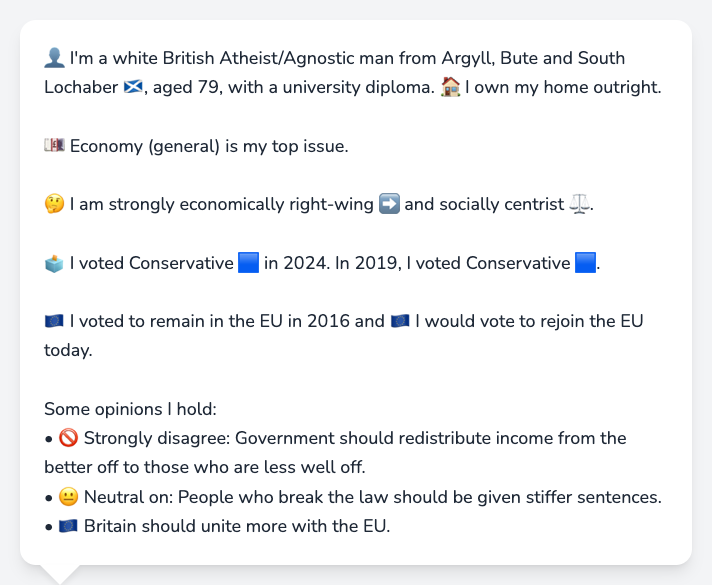 👤 I'm a white British Atheist/Agnostic man from Argyll, Bute and South
Lochaber 🏴󠁧󠁢󠁳󠁣󠁴󠁿, aged 79, with a university diploma. 🏠 I own my home outright.
💷 Economy (general) is my top issue.
🤔 I am strongly economically right-wing ➡️ and socially centrist ⚖️.
🗳️ I voted Conservative 🟦 in 2024. In 2019, I voted Conservative 🟦.
🇪🇺 I voted to remain in the EU in 2016 and 🇪🇺 I would vote to rejoin the EU
today.
Some opinions I hold:
• 🚫 Strongly disagree: Government should redistribute income from the
better off to those who are less well off.
• 😐 Neutral on: People who break the law should be given stiffer sentences.
• 🇪🇺 Britain should unite more with the EU.